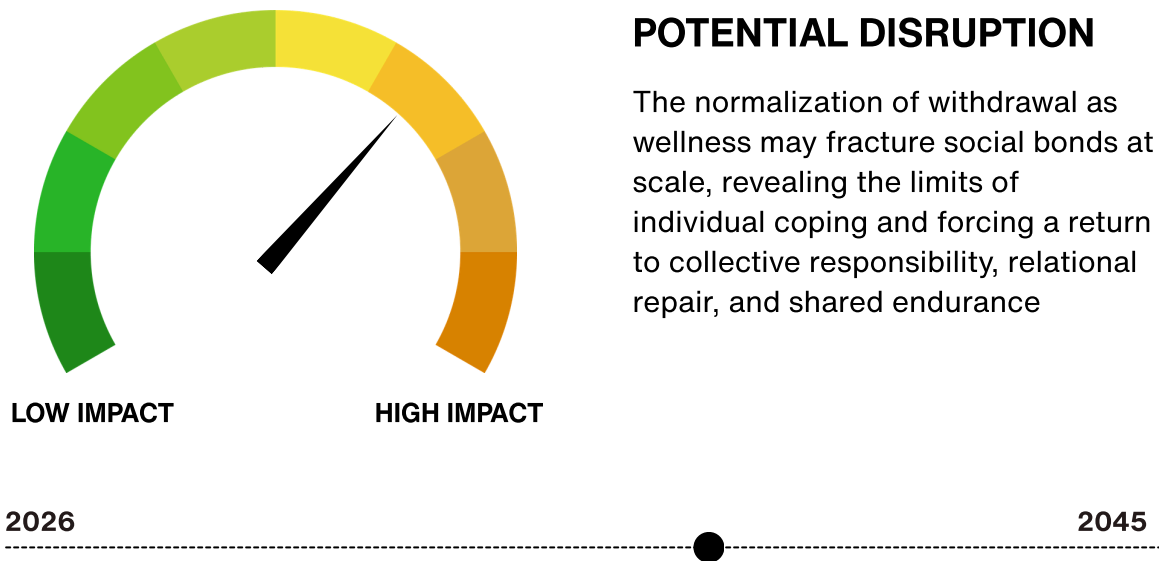 POTENTIAL DISRUPTION
The normalization of withdrawal as
wellness may fracture social bonds at
scale, revealing the limits of
individual coping and forcing a return
to collective responsibility, relational
repair, and shared endurance
LOW IMPACT
HIGH IMPACT
2026
2045